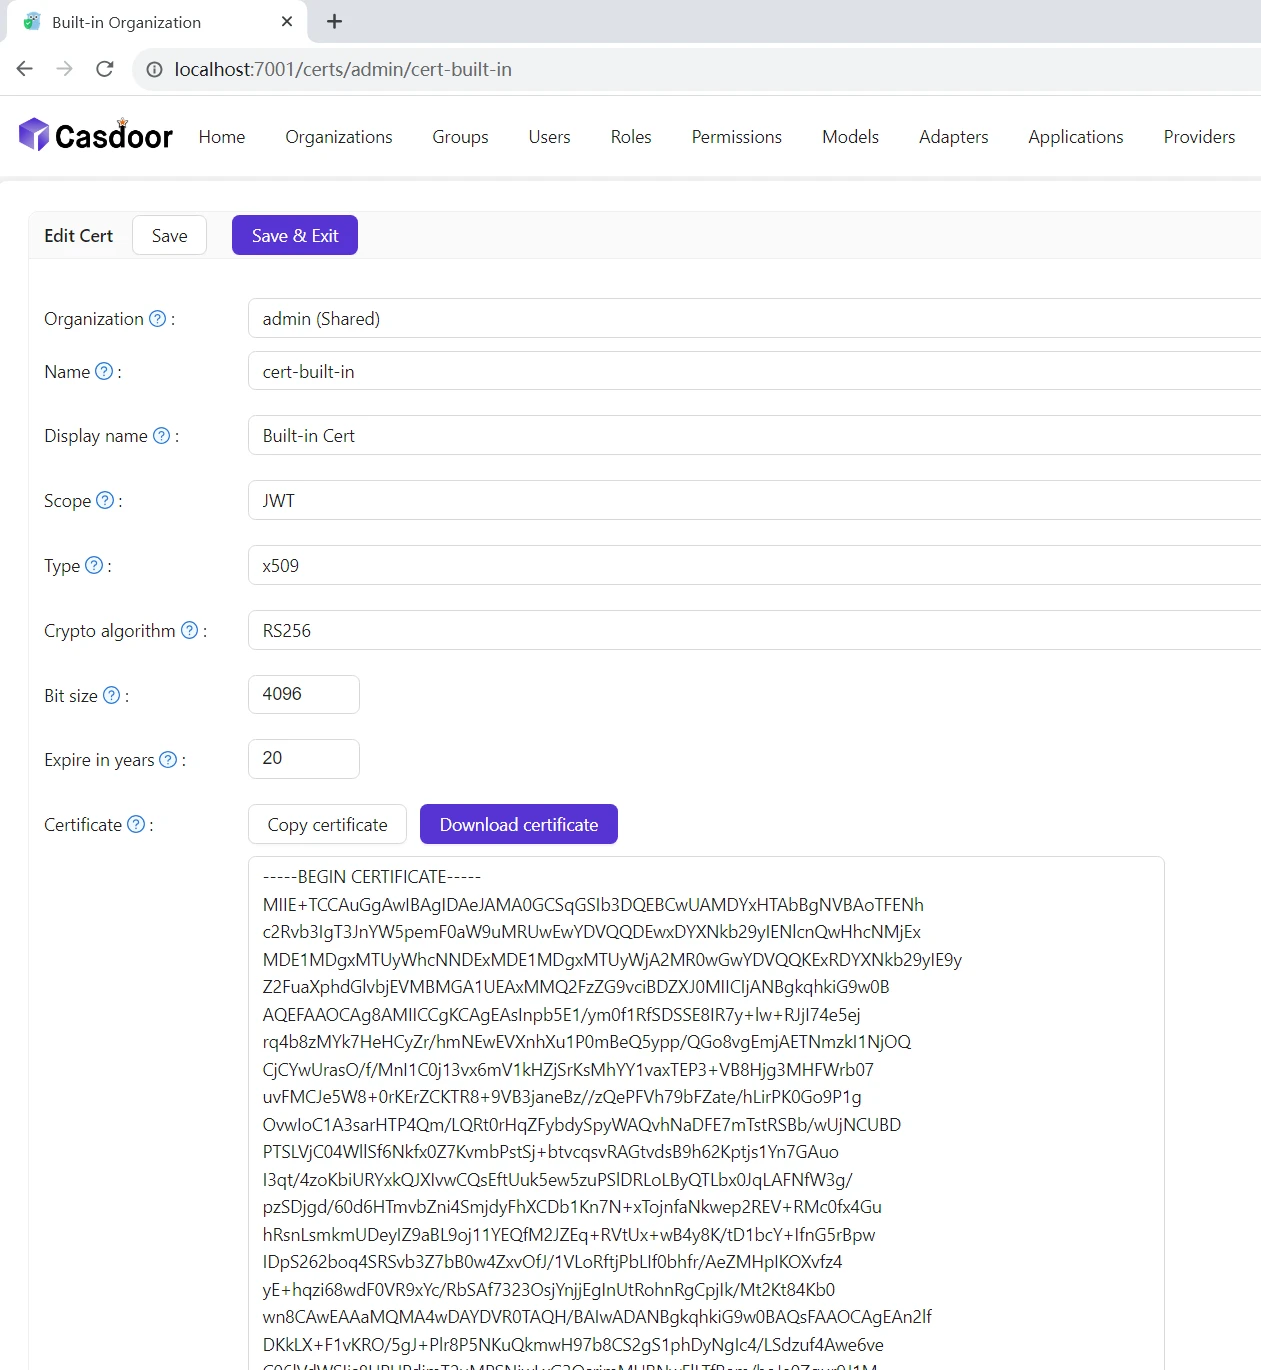 Built-in Organization
localhost:7001/certs/admin/cert-built-in
Casdoor Home Organizations Groups Users Roles Permissions Models Adapters Applications Providers
Edit Cert Save Save & Exit
Organization ? : admin (Shared)
Name ? : cert-built-in
Display name ? : Built-in Cert
Scope ? : JWT
Type ? : x509
Crypto algorithm ? : RS256
Bit size ? : 4096
Expire in years ? : 20
Certificate ? : Copy certificate Download certificate
-----BEGIN CERTIFICATE-----
MIIE+TCCAuGgAwIBAgIDAeJAMA0GCSqGSIb3DQEBCwUAMDYxHTAbBgNVBAoTFENh
c2Rvb3IgT3JnYW5pemF0aW9uMRUwEwYDVQQDEwxDYXNkb29yIENlcnQwHhcNMjEx
MDE1MDgxMTUyWhcNNDExMDE1MDgxMTUyWjA2MR0wGwYDVQQKExRDYXNkb29yIE9y
Z2FuaXphdGlvbjEVMBMGA1UEAxMMQ2FzZG9vciBDZXJ0MIICIjANBgkqhkiG9w0B
AQEFAAOCAg8AMIICCgKCAgEAsInpb5E1/ym0f1RfSDSSE8IR7y+lw+RJjI74e5ej
rq4b8zMYk7HeHCyZr/hmNEwEVXnhXu1P0mBeQ5ypp/QGo8vgEmjAETNmzkI1NjOQ
CjCYwUrasO/f/MnI1C0j13vx6mV1kHZjSrKsMhYY1vaxTEP3+VB8Hjg3MHFWrb07
uvFMCJe5W8+0rKErZCKTR8+9VB3janeBz//zQePFVh79bFZate/hLirPK0Go9P1g
OvwIoC1A3sarHTP4Qm/LQRt0rHqZFybdySpyWAQvhNaDFE7mTstRSBb/wUjNCUBD
PTSLVjC04WllSf6Nkfx0Z7KvmbPstSj+btvcqsvRAGtvdsB9h62Kptjs1Yn7GAuo
I3qt/4zoKbiURYxkQJXIvwCQsEftUuk5ew5zuPSlDRLoLByQTLbx0JqLAFNfW3g/
pzSDjgd/60d6HTmvbZni4SmjdyFhXCDb1Kn7N+xTojnfaNkwep2REV+RMc0fx4Gu
hRsnLsmkmUDeyIZ9aBL9oj11YEQfM2JZEq+RVtUx+wB4y8K/tD1bcY+IfnG5rBpw
IDpS262boq4SRSvb3Z7bB0w4ZxvOfJ/1VLoRftjPbLIf0bhfr/AeZMHpIKOXvfz4
yE+hqzi68wdF0VR9xYc/RbSAf7323OsjYnjjEgInUtRohnRgCpjIk/Mt2Kt84Kb0
wn8CAwEAAaMQMA4wDAYDVR0TAQH/BAIwADANBgkqhkiG9w0BAQsFAAOCAgEAn2lf
DKkLX+F1vKRO/5gJ+Plr8P5NKuQkmwH97b8CS2gS1phDyNgIc4/LSdzuf4Awe6ve